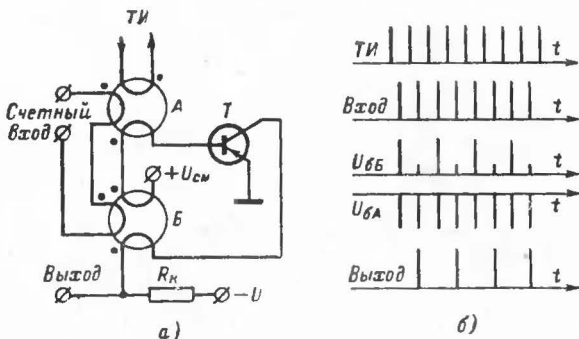 ТИ
А
Т
Счетный
вход
+Uсм
Б
Выход
Rк
−U
а)
ТИ
t
Вход
t
UбБ
t
UбА
t
Выход
t
б)